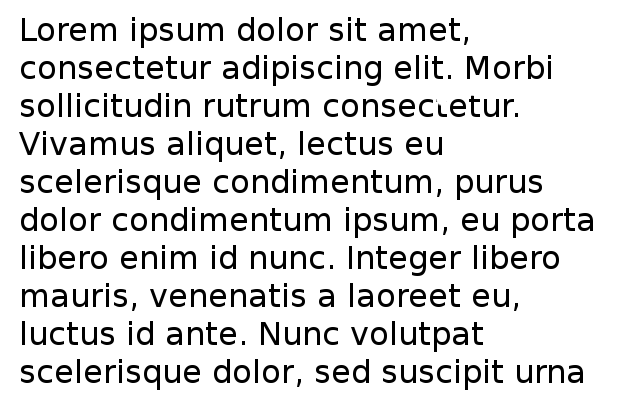 Lorem ipsum dolor sit amet,
consectetur adipiscing elit. Morbi
sollicitudin rutrum consectetur.
Vivamus aliquet, lectus eu
scelerisque condimentum, purus
dolor condimentum ipsum, eu porta
libero enim id nunc. Integer libero
mauris, venenatis a laoreet eu,
luctus id ante. Nunc volutpat
scelerisque dolor, sed suscipit urna